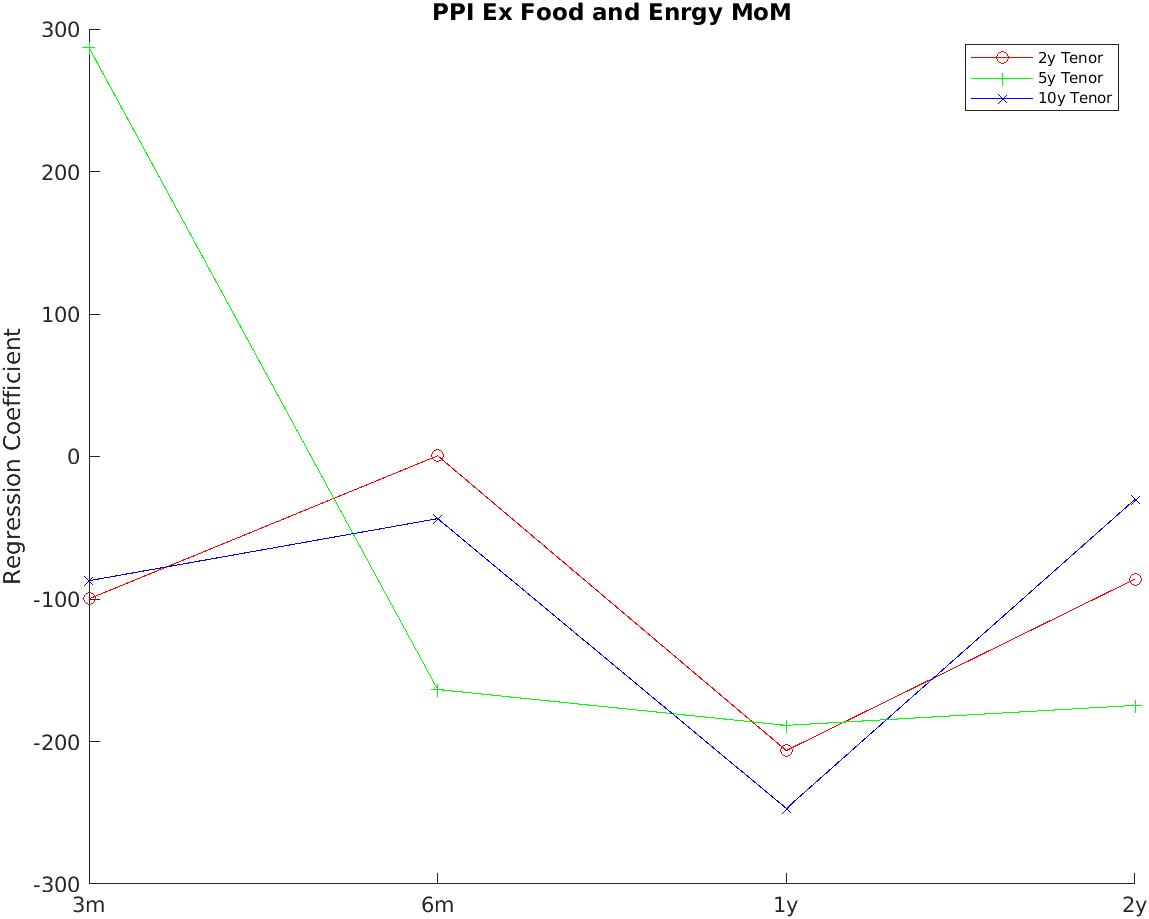 PPI Ex Food and Enrgy MoM
2y Tenor
5y Tenor
10y Tenor
Regression Coefficient
300
200
100
0
-100
-200
-300
3m
6m
1y
2y